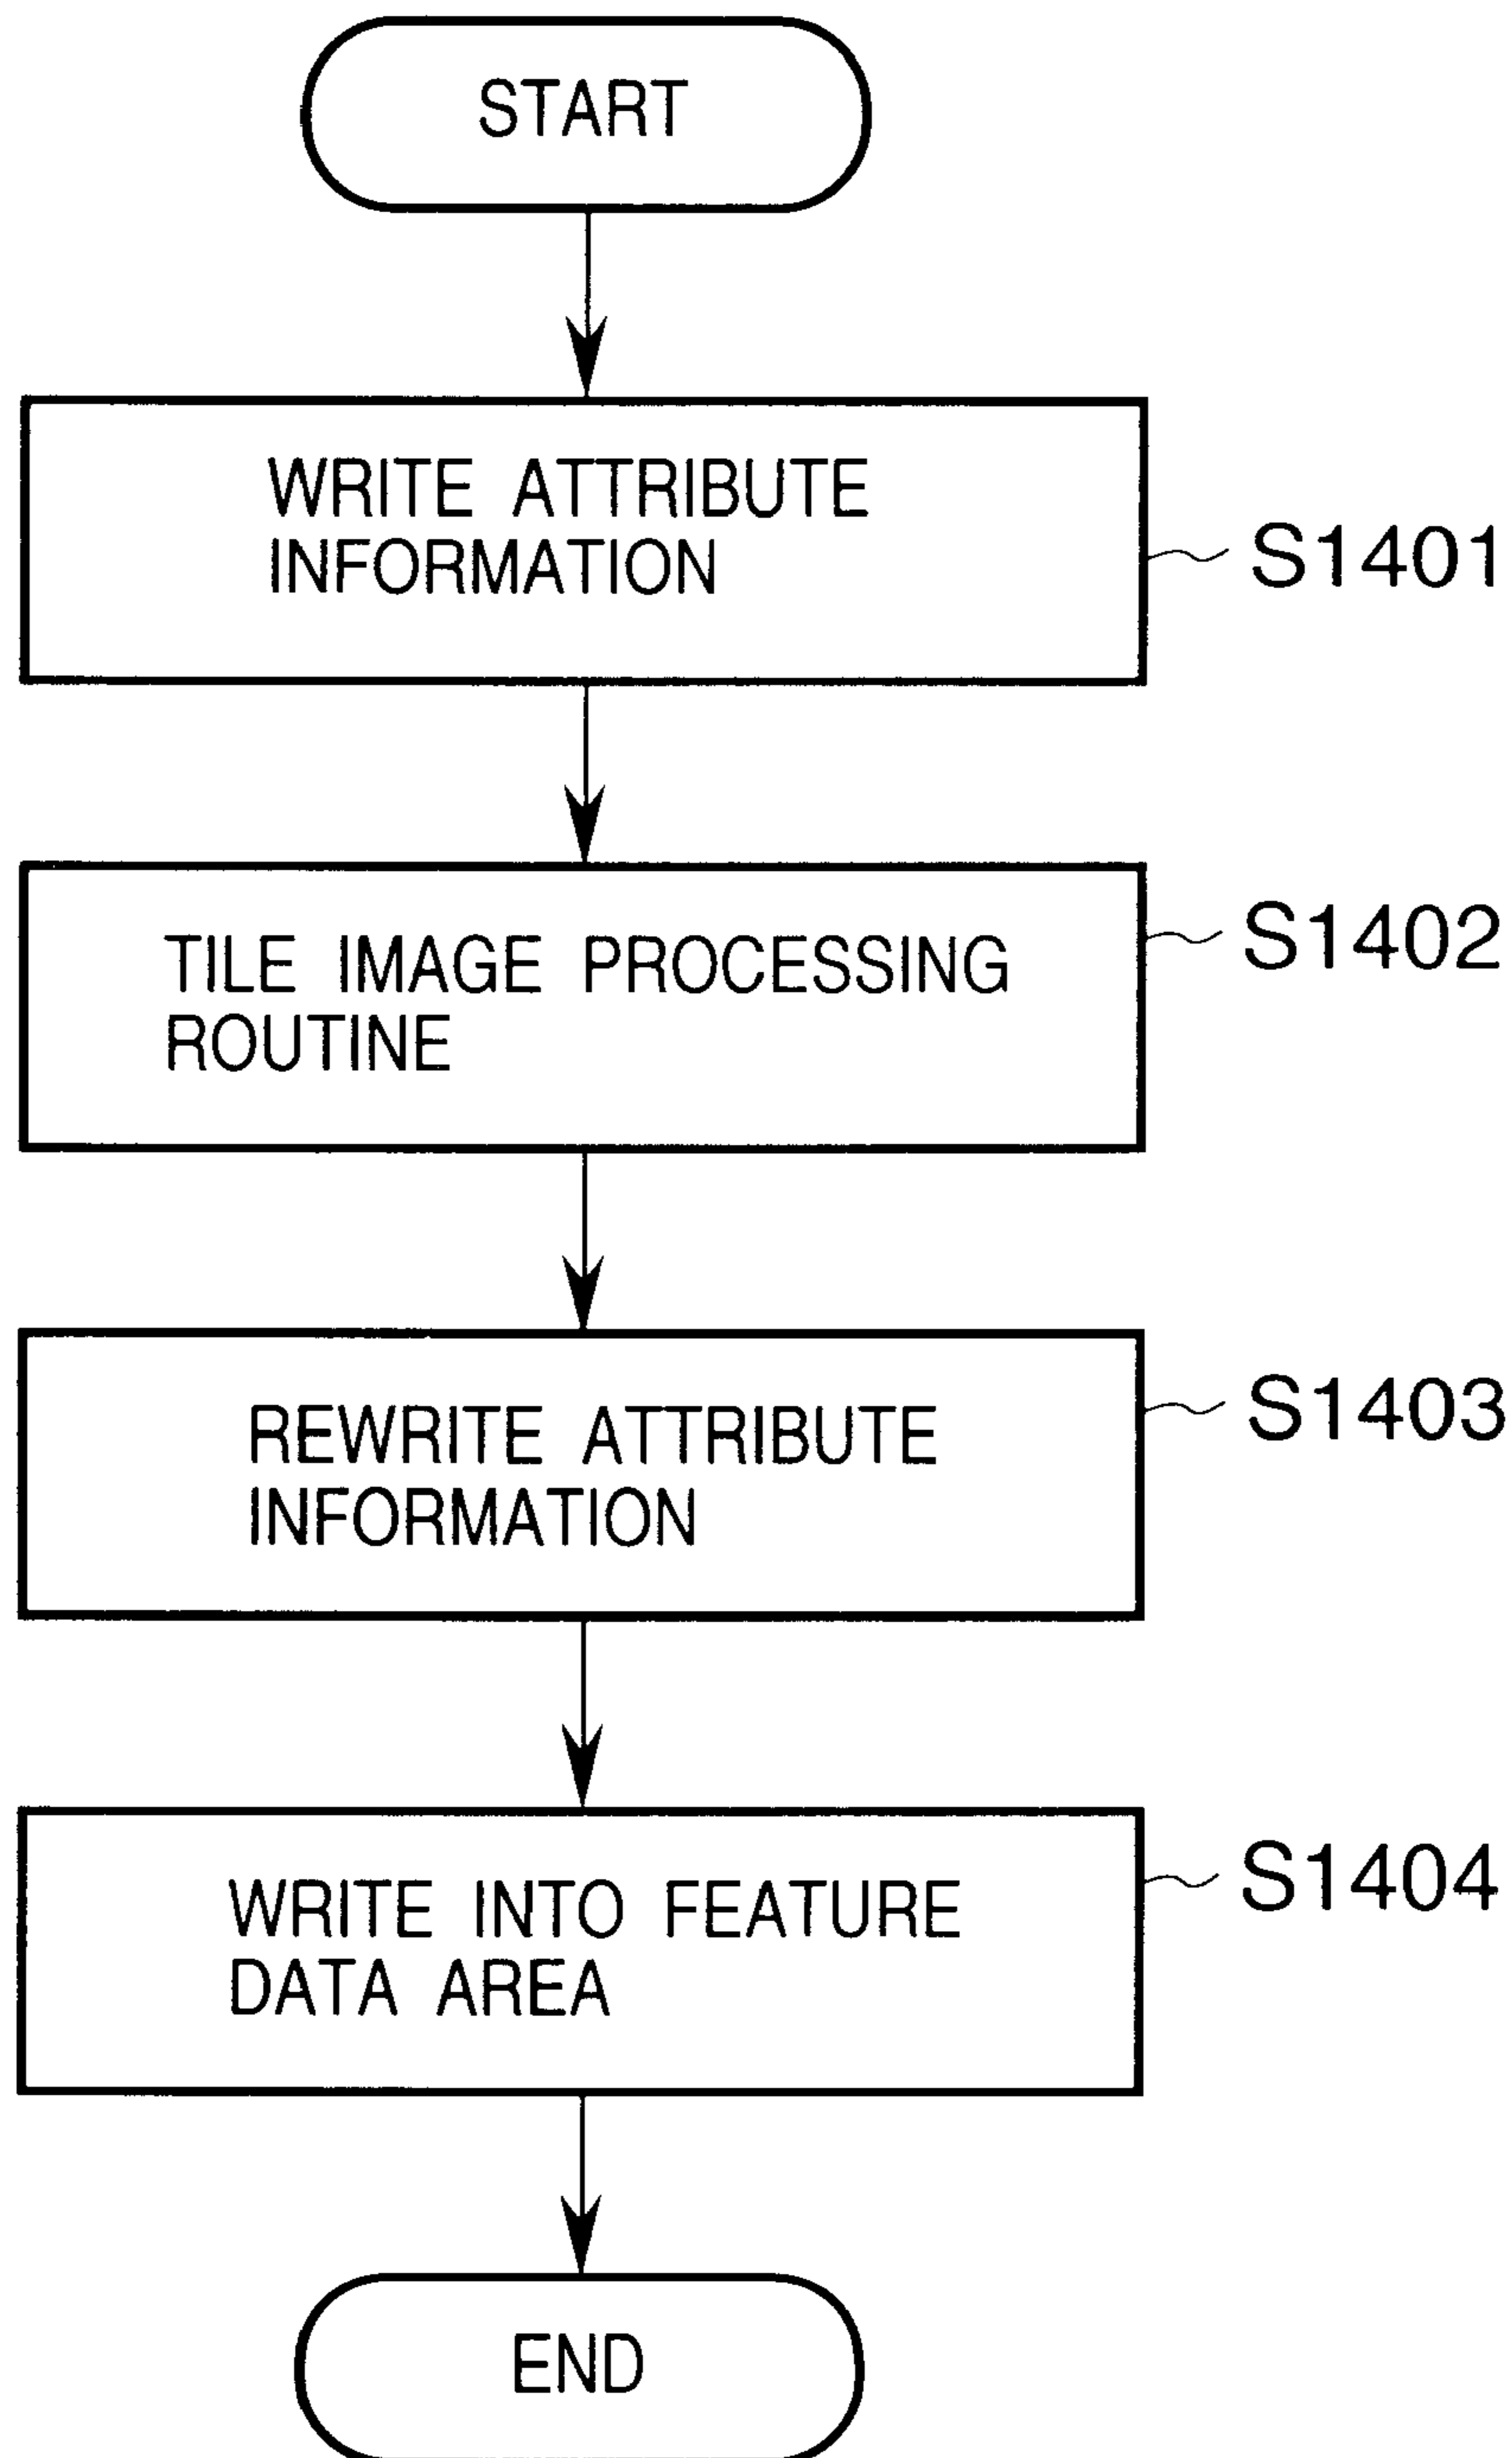 START
WRITE ATTRIBUTE
INFORMATION
S1401
TILE IMAGE PROCESSING
ROUTINE
S1402
REWRITE ATTRIBUTE
INFORMATION
S1403
WRITE INTO FEATURE
DATA AREA
S1404
END